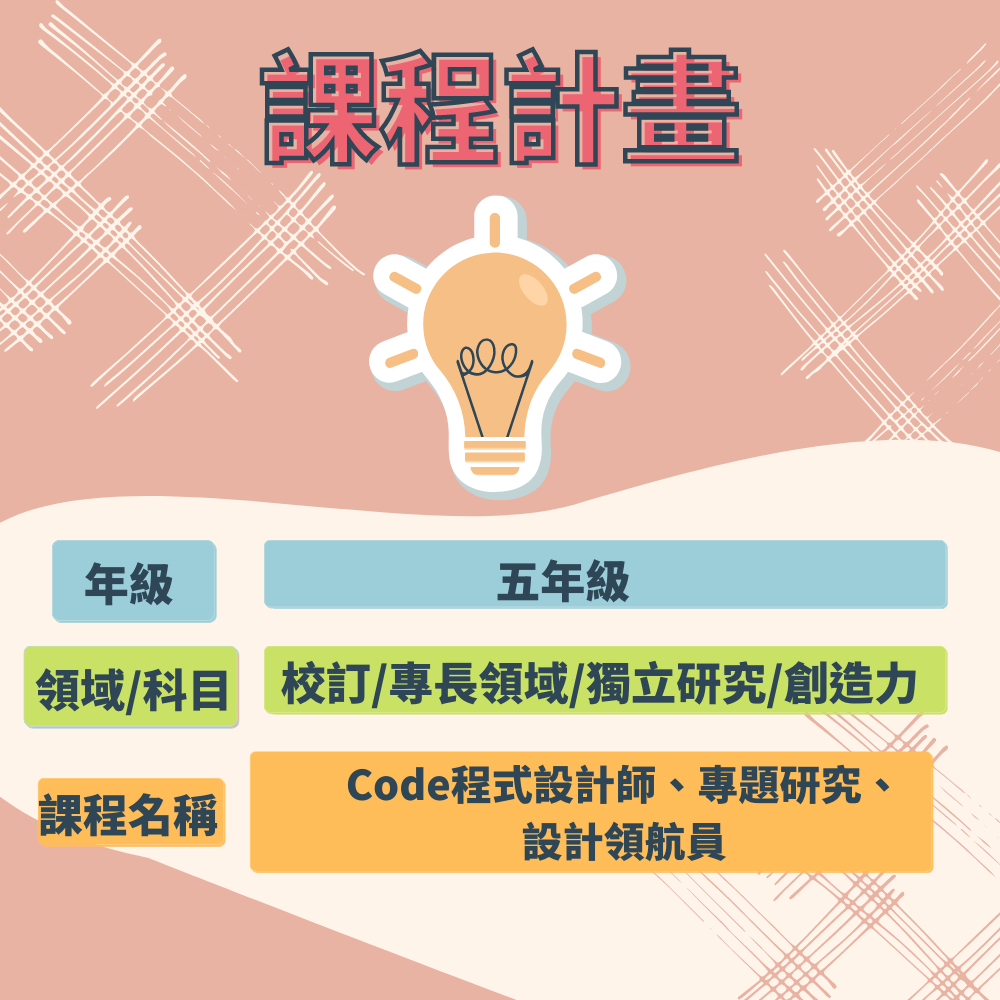 課程計畫
年級
五年級
領域/科目
校訂/專長領域/獨立研究/創造力
課程名稱
Code程式設計師、專題研究、
設計領航員